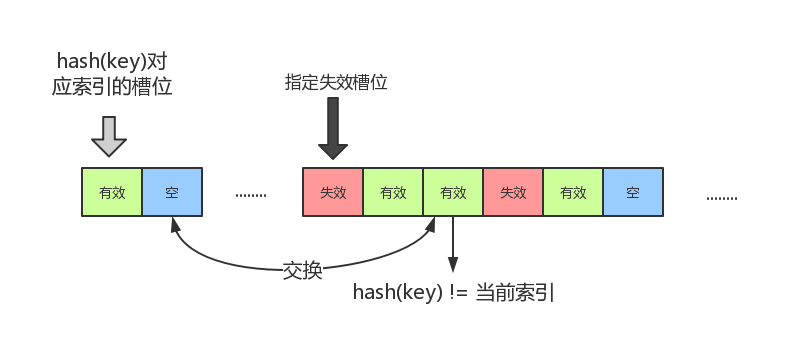 hash(key)对
应索引的槽位
指定失效槽位
有效
空
........
失效
有效
有效
失效
有效
空
........
交换
hash(key) != 当前索引